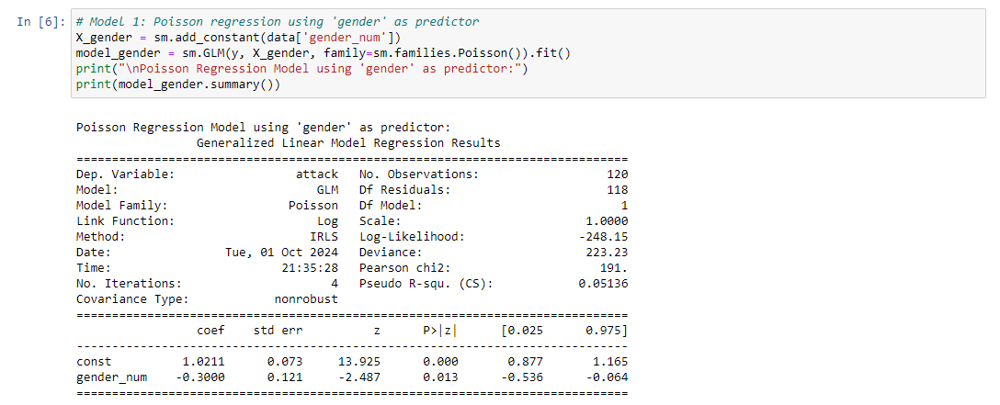 In [6]: # Model 1: Poisson regression using 'gender' as predictor
X_gender = sm.add_constant(data['gender_num'])
model_gender = sm.GLM(y, X_gender, family=sm.families.Poisson()).fit()
print("\nPoisson Regression Model using 'gender' as predictor:")
print(model_gender.summary())
Poisson Regression Model using 'gender' as predictor:
Generalized Linear Model Regression Results
==============================================================================
Dep. Variable: attack No. Observations: 120
Model: GLM Df Residuals: 118
Model Family: Poisson Df Model: 1
Link Function: Log Scale: 1.0000
Method: IRLS Log-Likelihood: -248.15
Date: Tue, 01 Oct 2024 Deviance: 223.23
Time: 21:35:28 Pearson chi2: 191.
No. Iterations: 4 Pseudo R-squ. (CS): 0.05136
Covariance Type: nonrobust
==============================================================================
coef std err z P>|z| [0.025 0.975]
------------------------------------------------------------------------------
const 1.0211 0.073 13.925 0.000 0.877 1.165
gender_num -0.3000 0.121 -2.487 0.013 -0.536 -0.064
==============================================================================